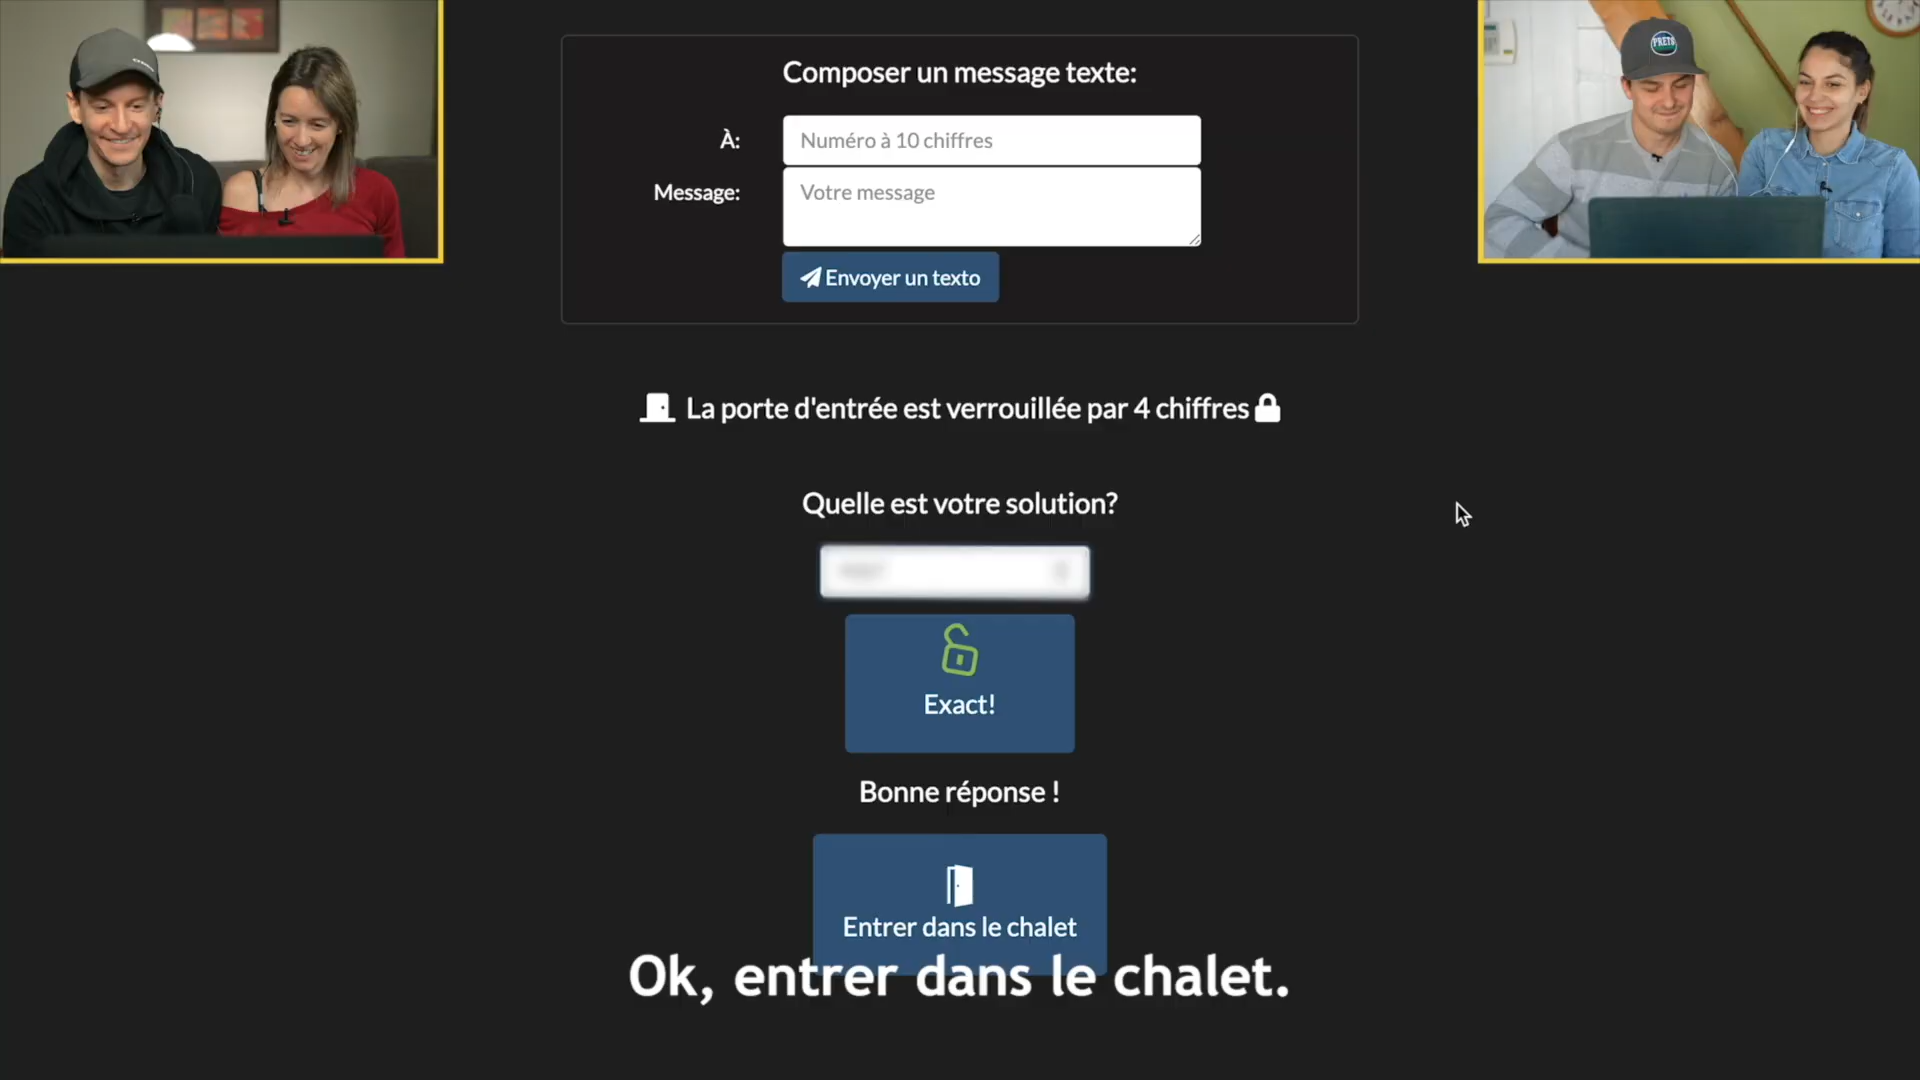 Composer un message texte:
À:
Numéro à 10 chiffres
Message:
Votre message
Envoyer un texto
PRETS
La porte d'entrée est verrouillée par 4 chiffres
Quelle est votre solution?
Exact!
Bonne réponse !
Entrer dans le chalet
Ok, entrer dans le chalet.